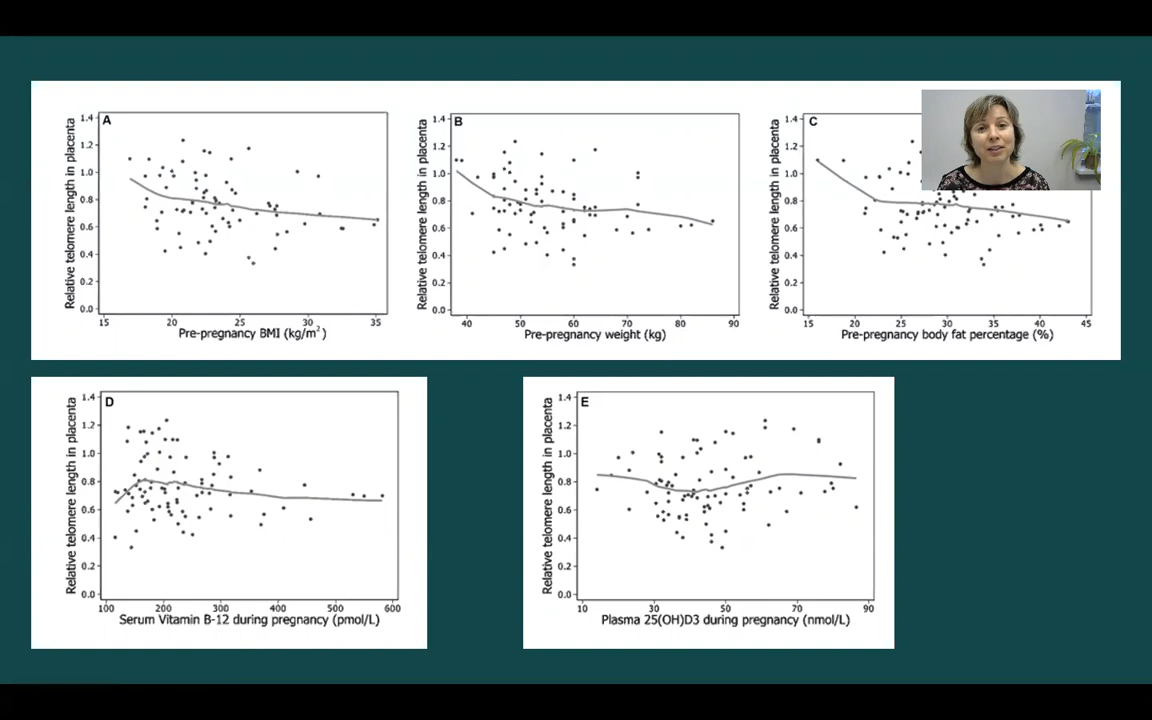 A
Relative telomere length in placenta
1.4
1.2
1.0
0.8
0.6
0.4
0.2
0.0
15 20 25 30 35
Pre-pregnancy BMI (kg/m²)
B
Relative telomere length in placenta
1.4
1.2
1.0
0.8
0.6
0.4
0.2
0.0
40 50 60 70 80 90
Pre-pregnancy weight (kg)
C
Relative telomere length in placenta
1.4
1.2
1.0
0.8
0.6
0.4
0.2
0.0
15 20 25 30 35 40 45
Pre-pregnancy body fat percentage (%)
D
Relative telomere length in placenta
1.4
1.2
1.0
0.8
0.6
0.4
0.2
0.0
100 200 300 400 500 600
Serum Vitamin B-12 during pregnancy (pmol/L)
E
Relative telomere length in placenta
1.4
1.2
1.0
0.8
0.6
0.4
0.2
0.0
10 30 50 70 90
Plasma 25(OH)D3 during pregnancy (nmol/L)